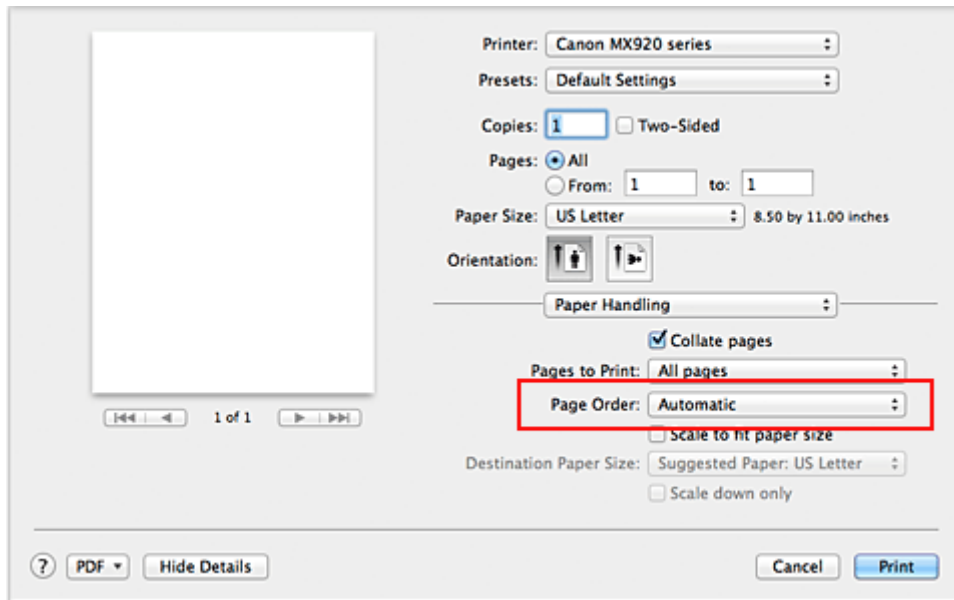 Printer: Canon MX920 series
Presets: Default Settings
Copies: 1 Two-Sided
Pages: All
From: 1 to: 1
Paper Size: US Letter 8.50 by 11.00 inches
Orientation:
Paper Handling
Collate pages
Pages to Print: All pages
Page Order: Automatic
Scale to fit paper size
Destination Paper Size: Suggested Paper: US Letter
Scale down only
1 of 1
? PDF Hide Details Cancel Print